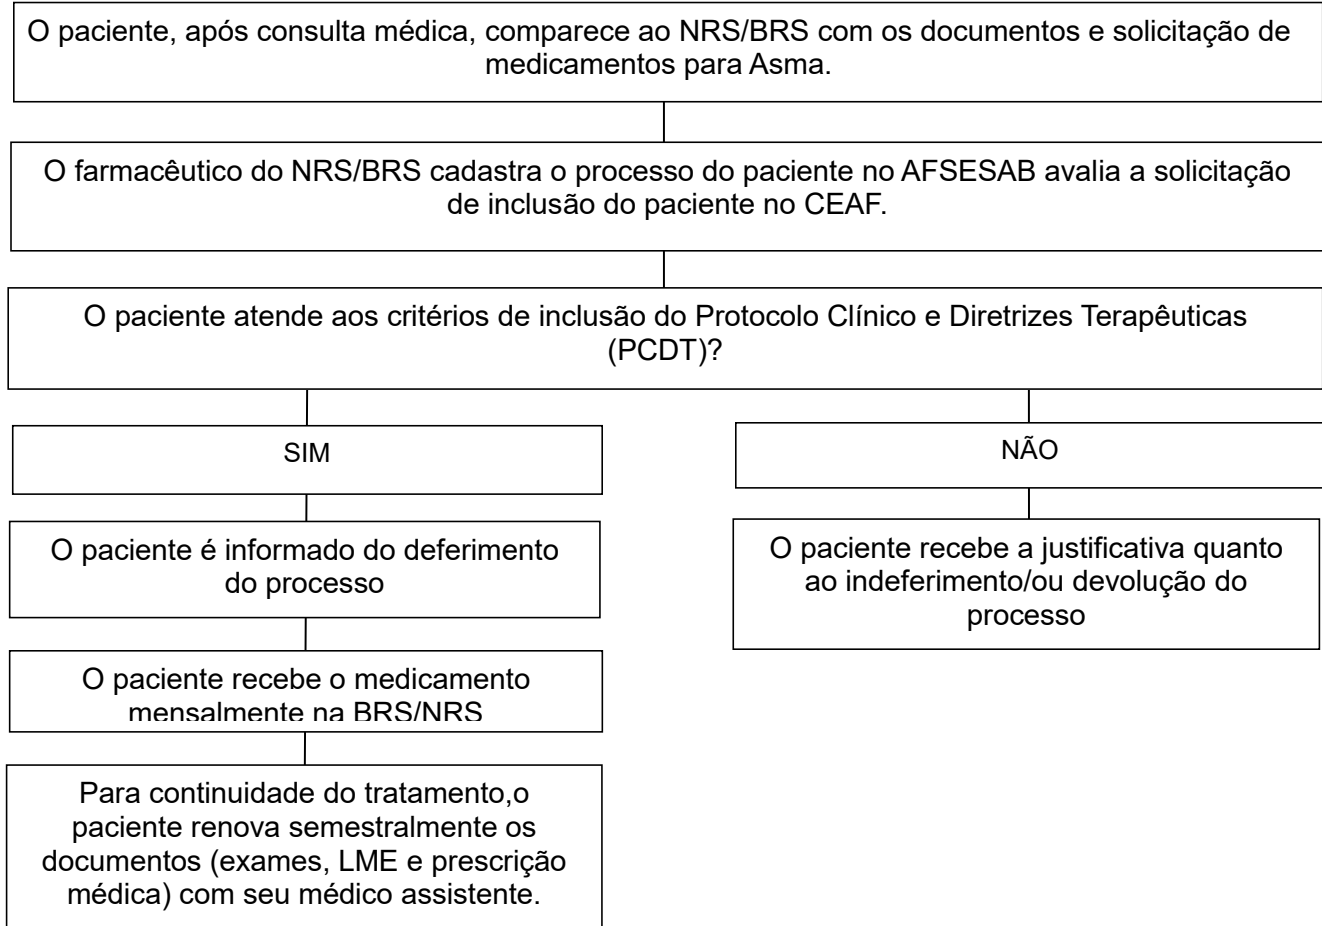 O paciente, após consulta médica, comparece ao NRS/BRS com os documentos e solicitação de
medicamentos para Asma.
O farmacêutico do NRS/BRS cadastra o processo do paciente no AFSESAB avalia a solicitação
de inclusão do paciente no CEAF.
O paciente atende aos critérios de inclusão do Protocolo Clínico e Diretrizes Terapêuticas
(PCDT)?
SIM
NÃO
O paciente é informado do deferimento
do processo
O paciente recebe a justificativa quanto
ao indeferimento/ou devolução do
processo
O paciente recebe o medicamento
mensalmente na BRS/NRS
Para continuidade do tratamento,o
paciente renova semestralmente os
documentos (exames, LME e prescrição
médica) com seu médico assistente.